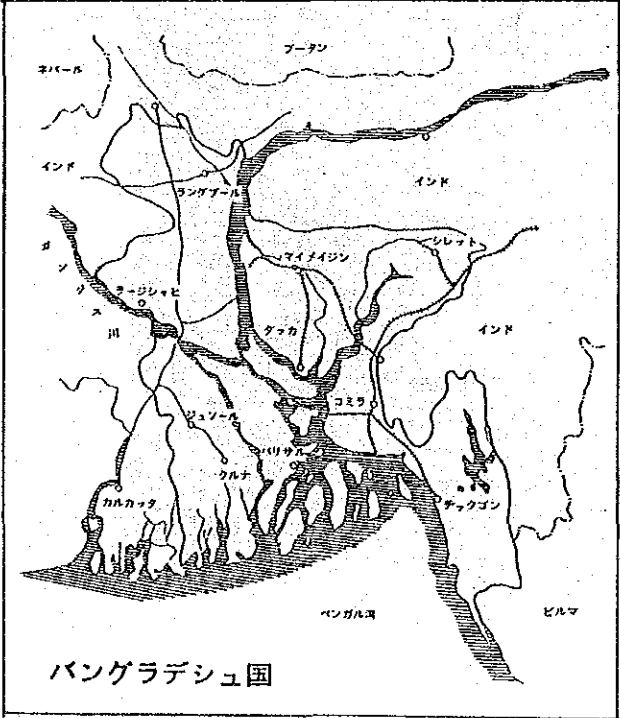 ブータン
ネパール
インド
インド
ラングプール
シレット
マイメイジン
ガンジス川
ラージシャヒ
ダッカ
インド
コミラ
ジェソール
バリサル
クルナ
カルカッタ
チックゴン
ベンガル湾
ビルマ
バングラデシュ国